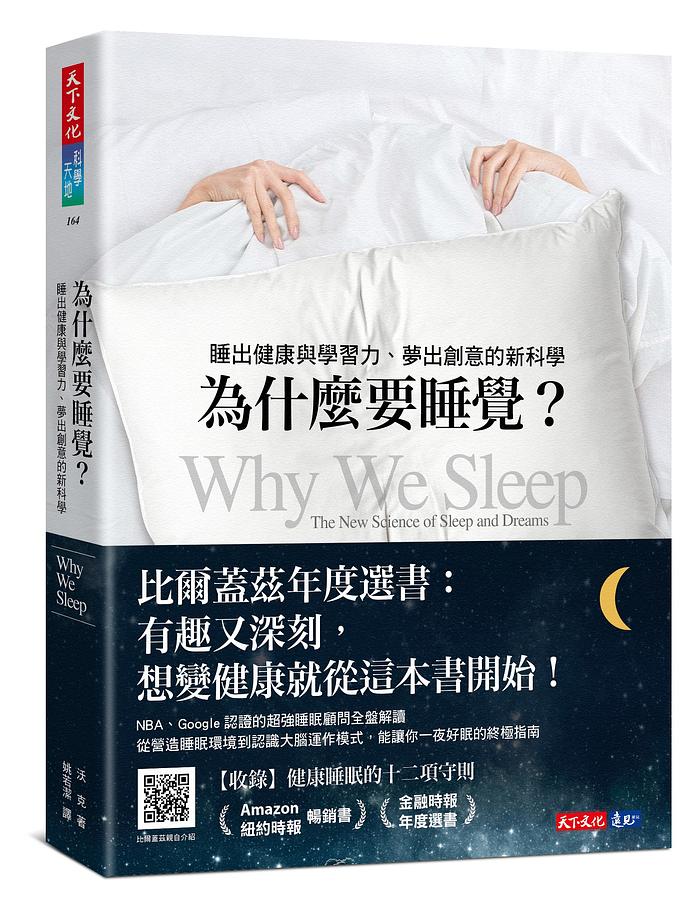 天下文化
科學天地
164
為什麼要睡覺？
睡出健康與學習力、夢出創意的新科學
Why
We
Sleep
沃克 著
姚若潔 譯
睡出健康與學習力、夢出創意的新科學
為什麼要睡覺？
Why We Sleep
The New Science of Sleep and Dreams
比爾蓋茲年度選書：
有趣又深刻，
想變健康就從這本書開始！
NBA、Google 認證的超強睡眠顧問全盤解讀
從營造睡眠環境到認識大腦運作模式，能讓你一夜好眠的終極指南
【收錄】健康睡眠的十二項守則
Amazon
紐約時報
暢銷書
金融時報
年度選書
比爾蓋茲親自介紹
天下文化
遠見